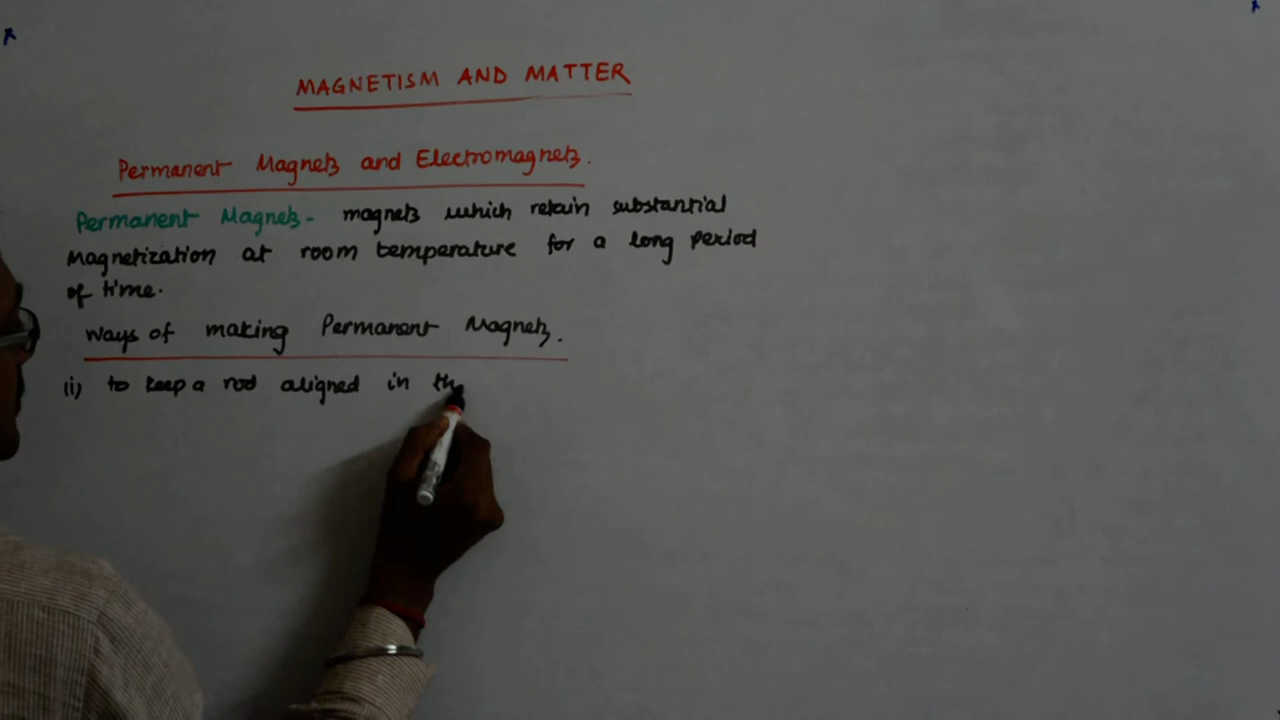 MAGNETISM AND MATTER
Permanent Magnets and Electromagnets.
Permanent Magnets- magnets which retain substantial
Magnetization at room temperature for a long period
of time.
ways of making Permanent Magnets.
(i) to keep a rod aligned in the